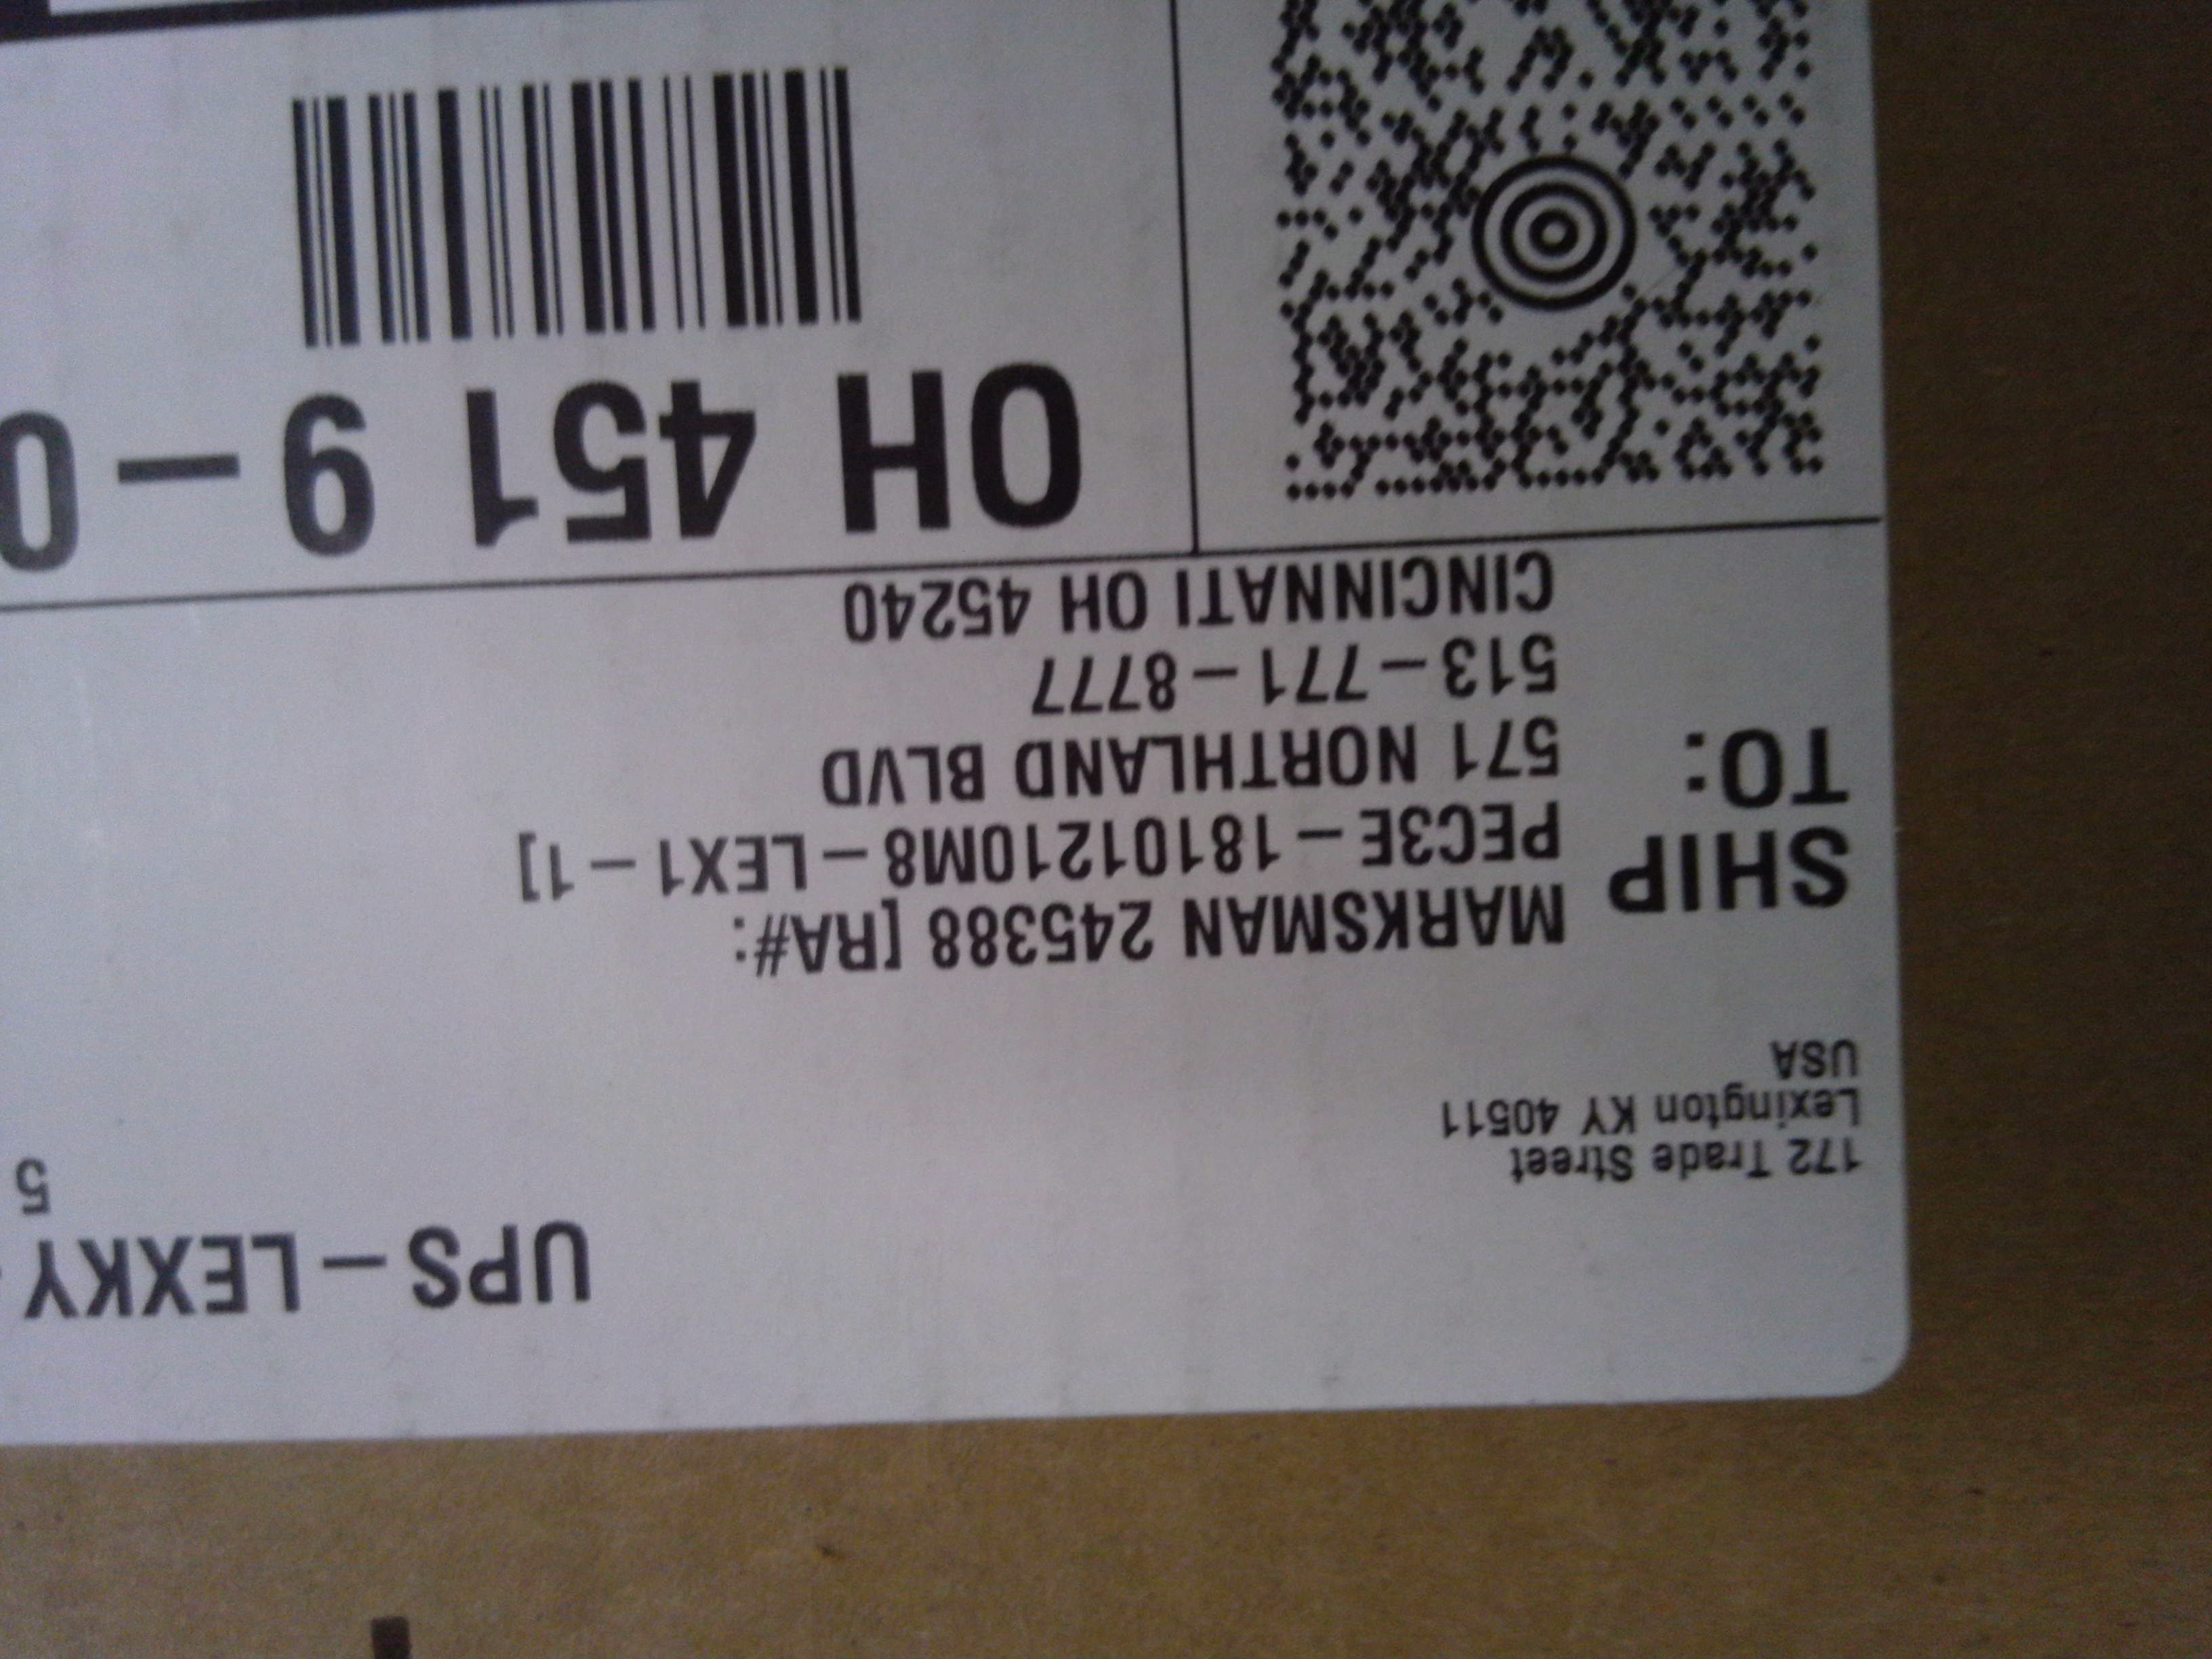 UPS-LEXKY
5
172 Trade Street
Lexington KY 40511
USA
SHIP
TO:
MARKSMAN 245388 [RA#:
PEC3E-18101210M8-LEX1-1]
571 NORTHLAND BLVD
513-771-8777
CINCINNATI OH 45240
OH 451 9-0